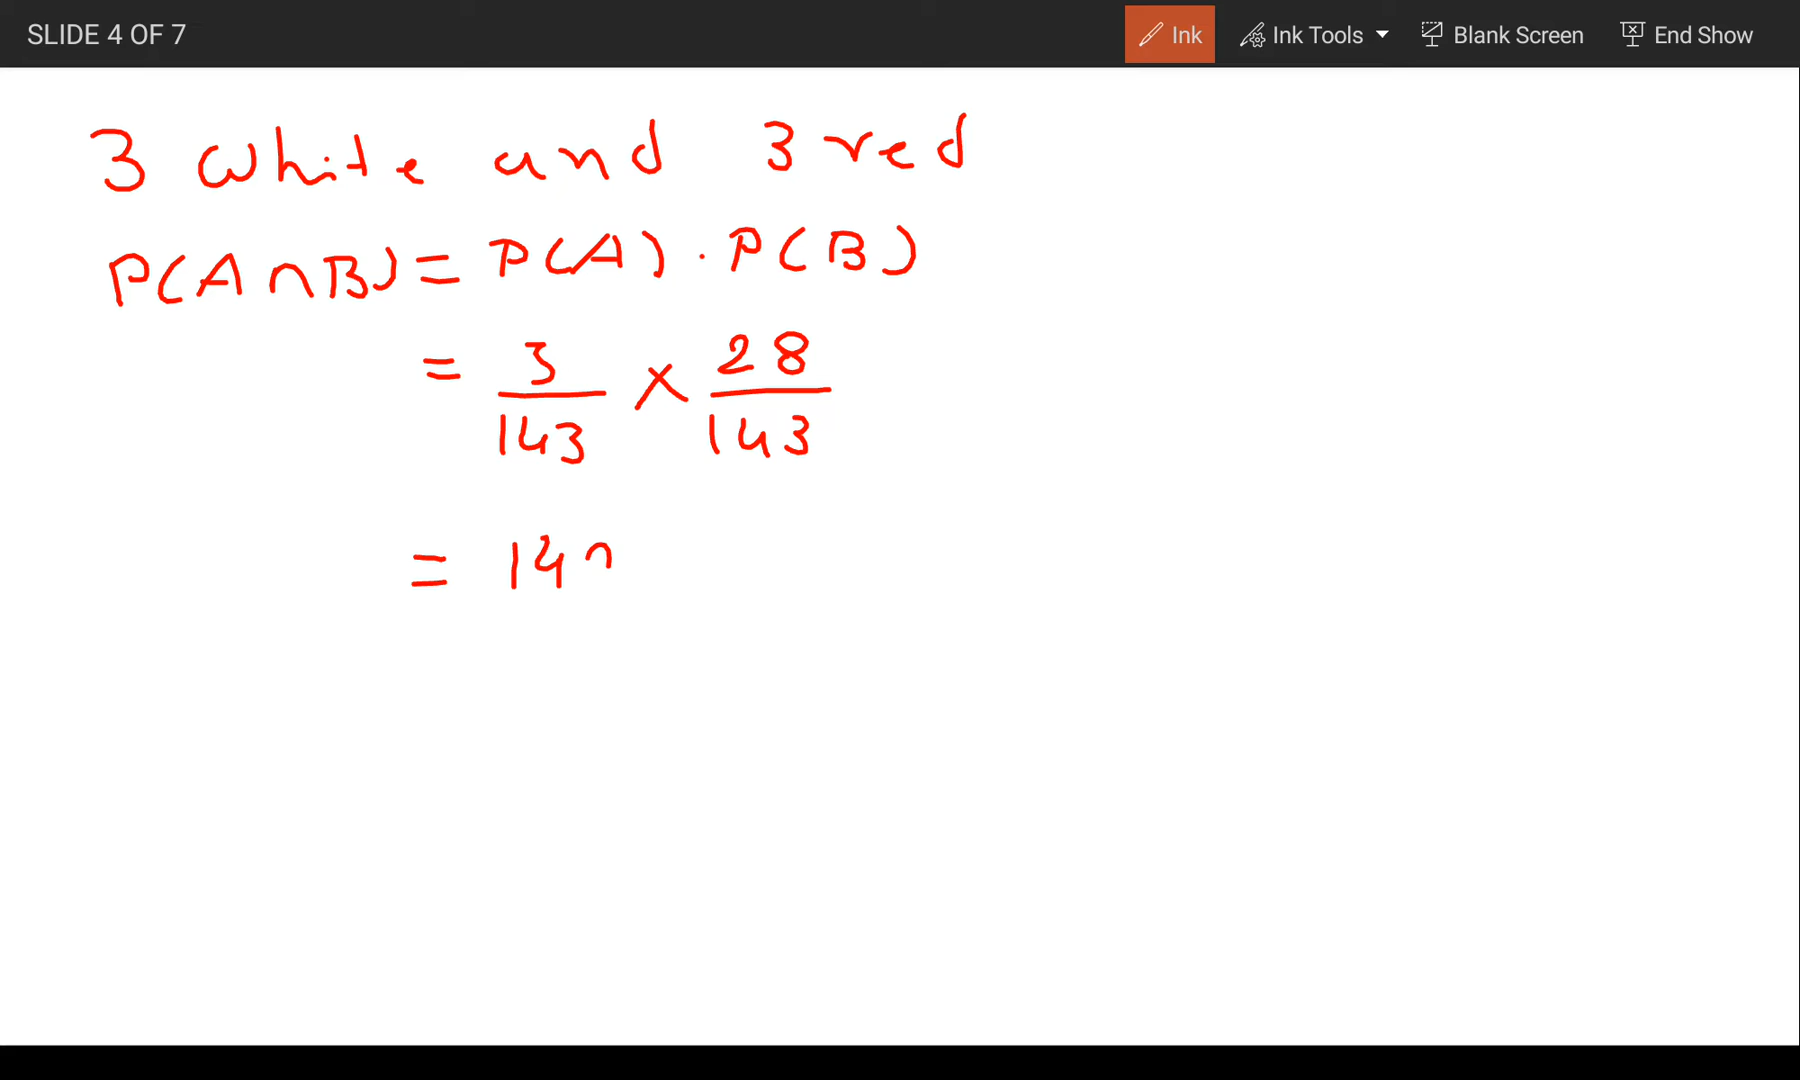 SLIDE 4 OF 7 Ink Ink Tools Blank Screen End Show
3 white and 3 red
P(A∩B) = P(A) . P(B)
= 3/143 × 28/143
= 14